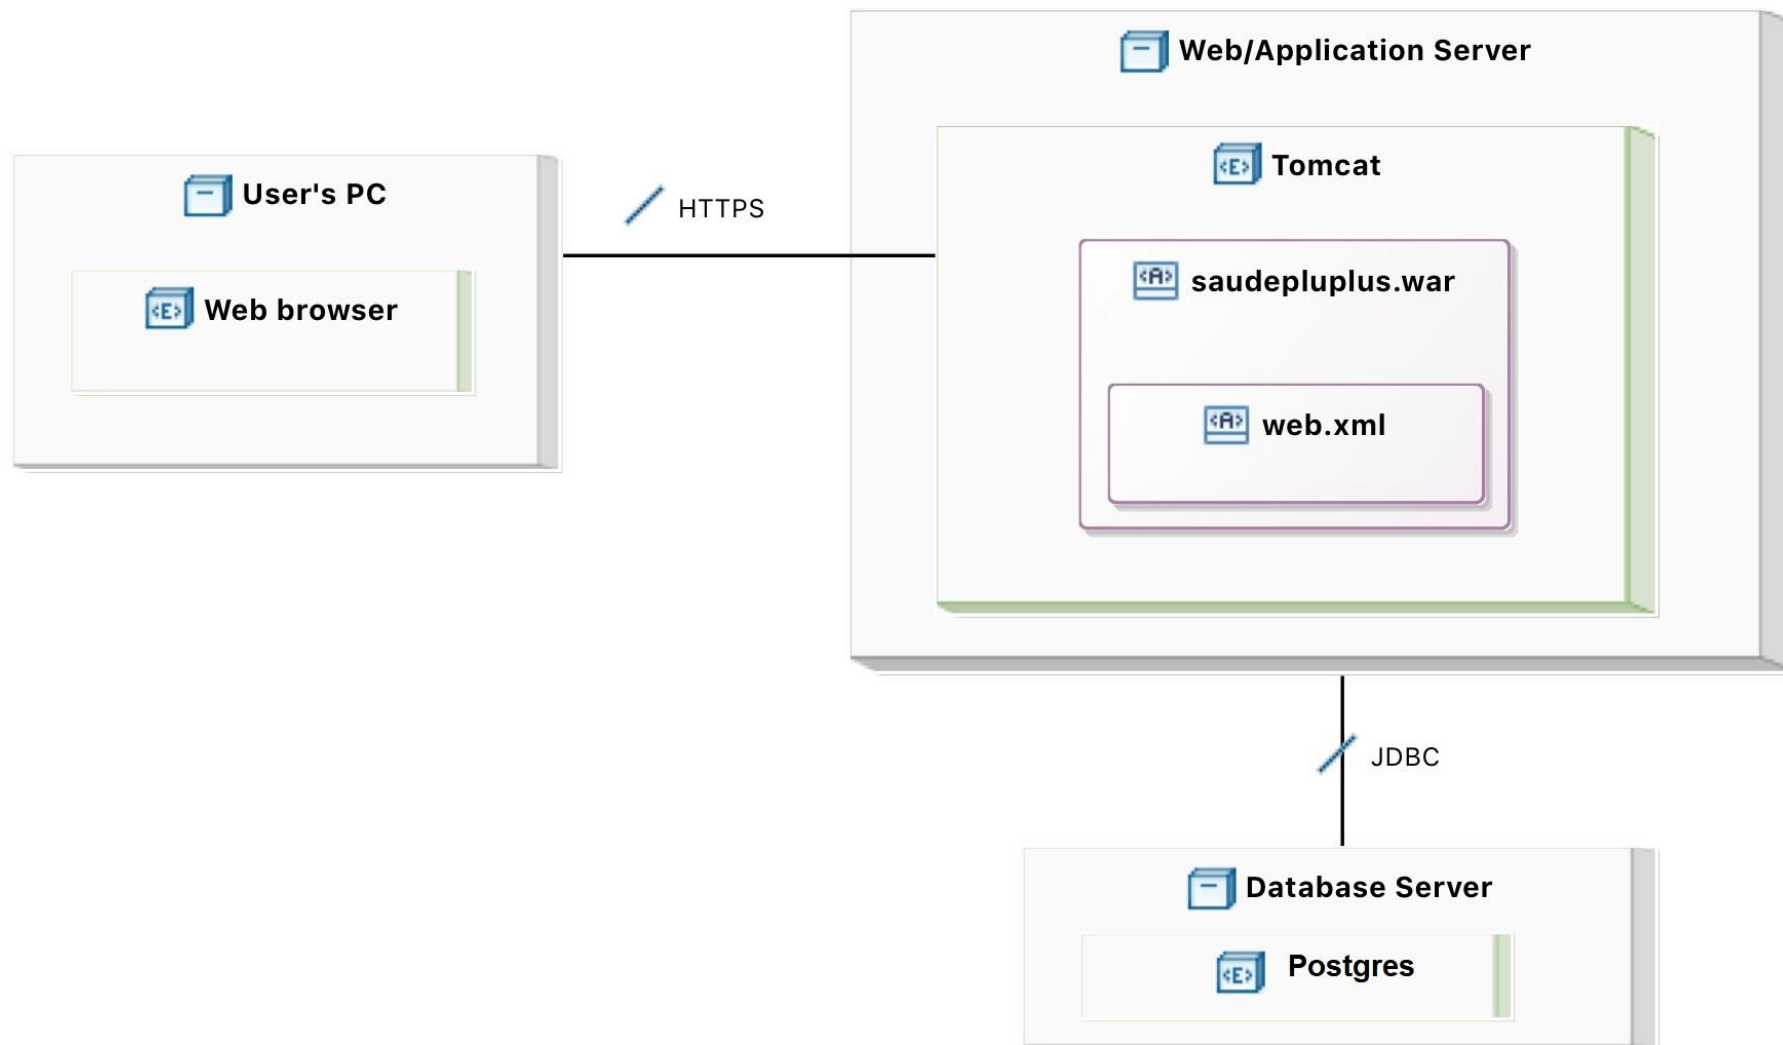 Web/Application Server
Tomcat
User's PC
HTTPS
saudepluplus.war
Web browser
web.xml
JDBC
Database Server
Postgres